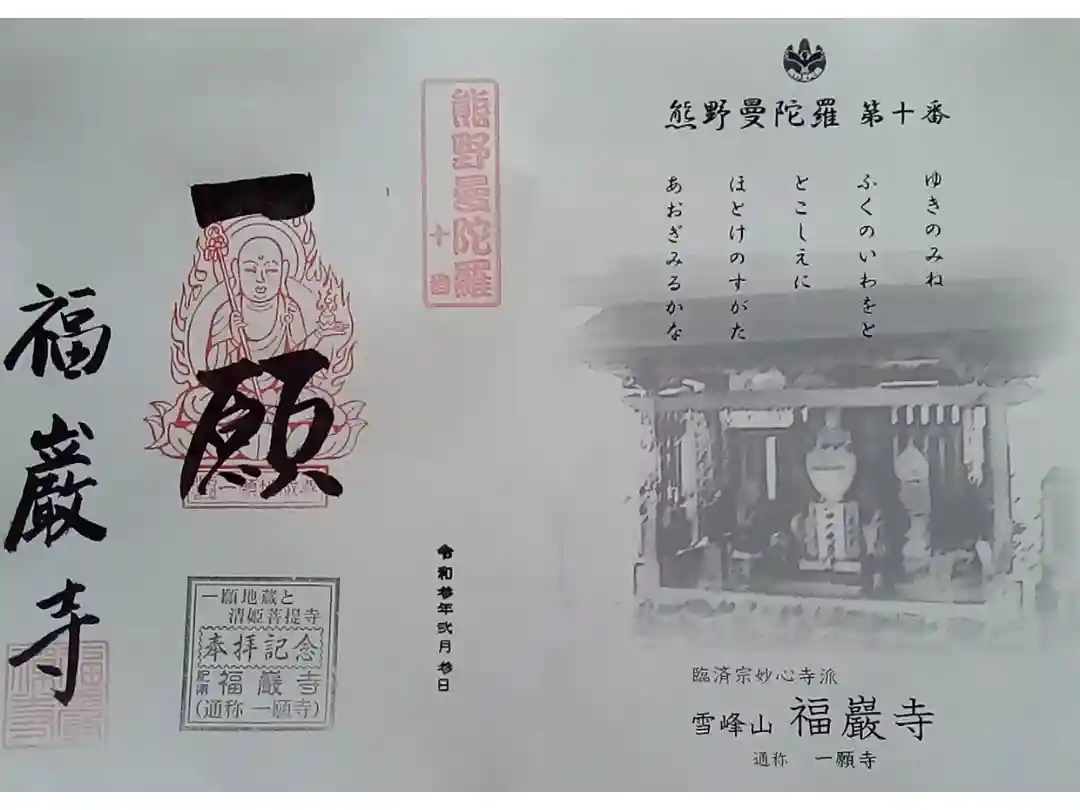 熊野曼陀羅 第十番
ゆきのみね
ふくのいわをと
とこしえに
ほとけのすがた
あおぎみるかな
臨済宗妙心寺派
雪峰山 福巖寺
通称 一願寺
熊野曼陀羅
十番
令和参年弐月参日
一願
一願地蔵と
清姫菩提寺
奉拝記念
紀南 福巖寺
(通称 一願寺)
福巖寺